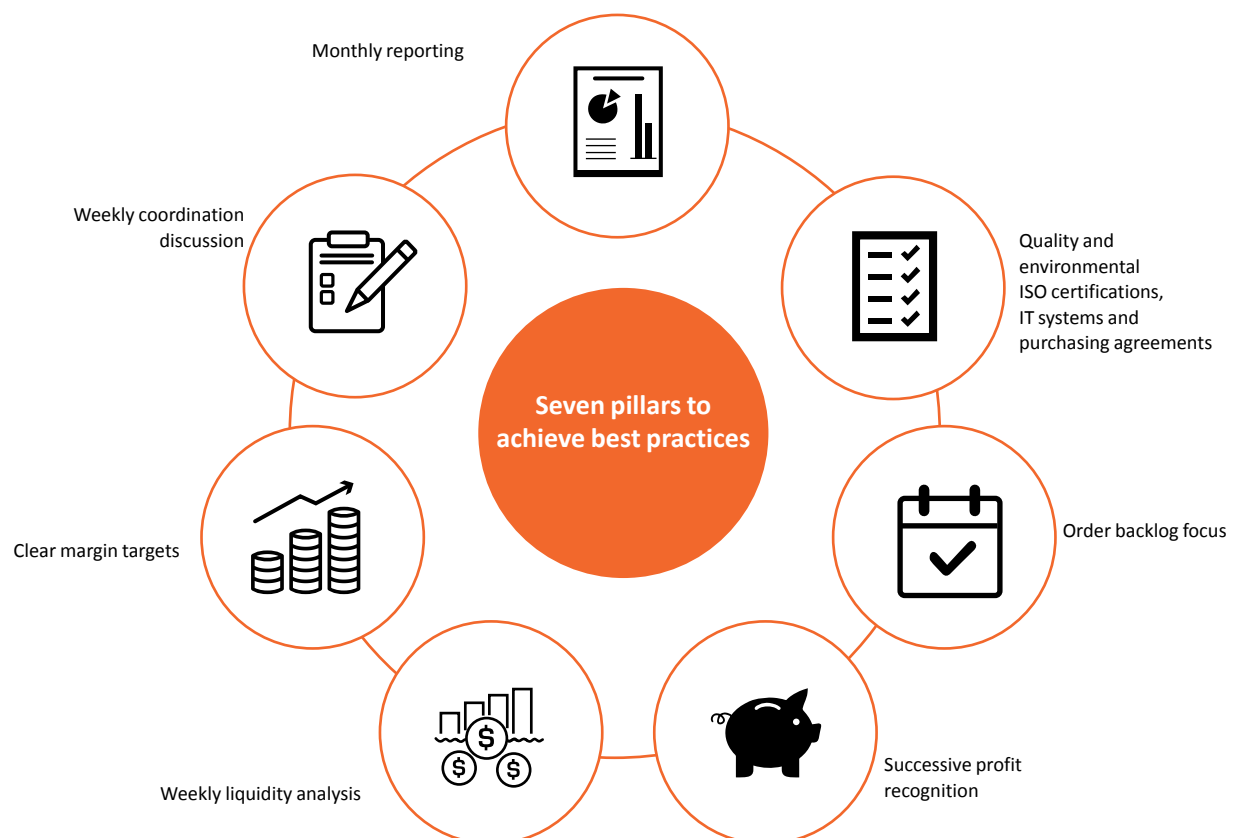 Monthly reporting
Weekly coordination
discussion
Quality and
environmental
ISO certifications,
IT systems and
purchasing agreements
Seven pillars to
achieve best practices
Clear margin targets
Order backlog focus
$
$
$
Weekly liquidity analysis
Successive profit
recognition